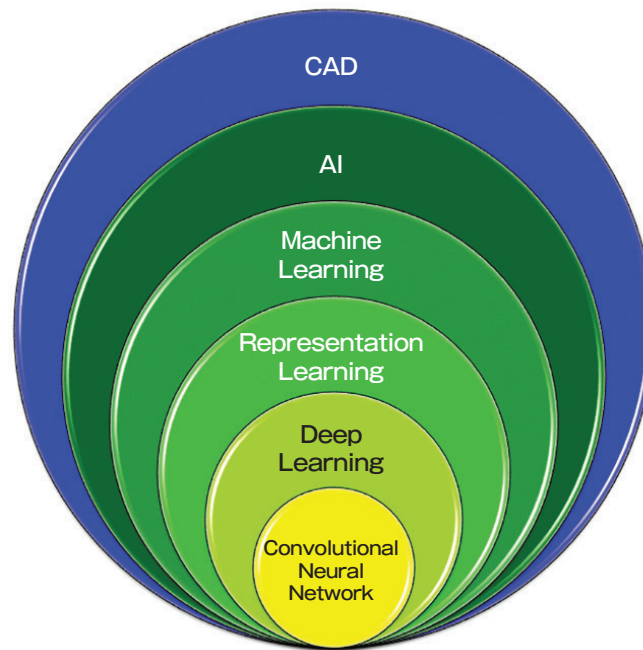 CAD
AI
Machine
Learning
Representation
Learning
Deep
Learning
Convolutional
Neural
Network